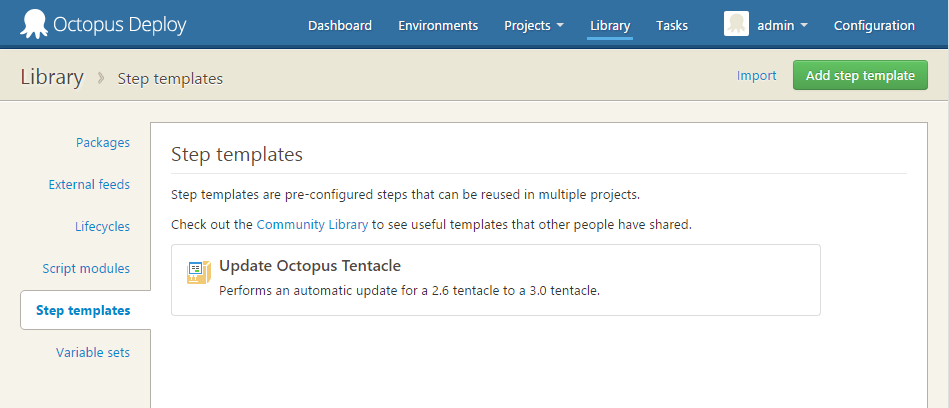 Octopus Deploy
Dashboard Environments Projects Library Tasks admin Configuration
Library › Step templates
Import Add step template
Packages
External feeds
Lifecycles
Script modules
Step templates
Variable sets
Step templates
Step templates are pre-configured steps that can be reused in multiple projects.
Check out the Community Library to see useful templates that other people have shared.
Update Octopus Tentacle
Performs an automatic update for a 2.6 tentacle to a 3.0 tentacle.